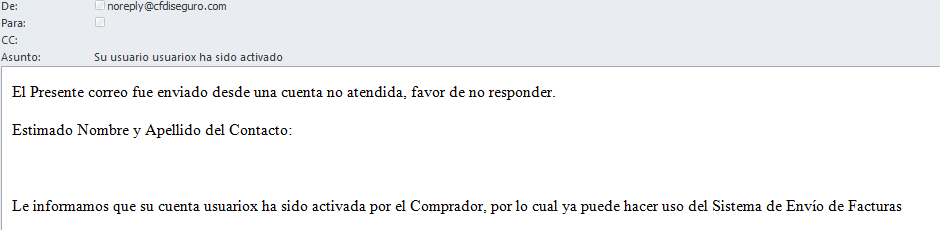 De: noreply@cfdiseguro.com
Para:
CC:
Asunto: Su usuario usuariox ha sido activado
El Presente correo fue enviado desde una cuenta no atendida, favor de no responder.
Estimado Nombre y Apellido del Contacto:
Le informamos que su cuenta usuariox ha sido activada por el Comprador, por lo cual ya puede hacer uso del Sistema de Envío de Facturas